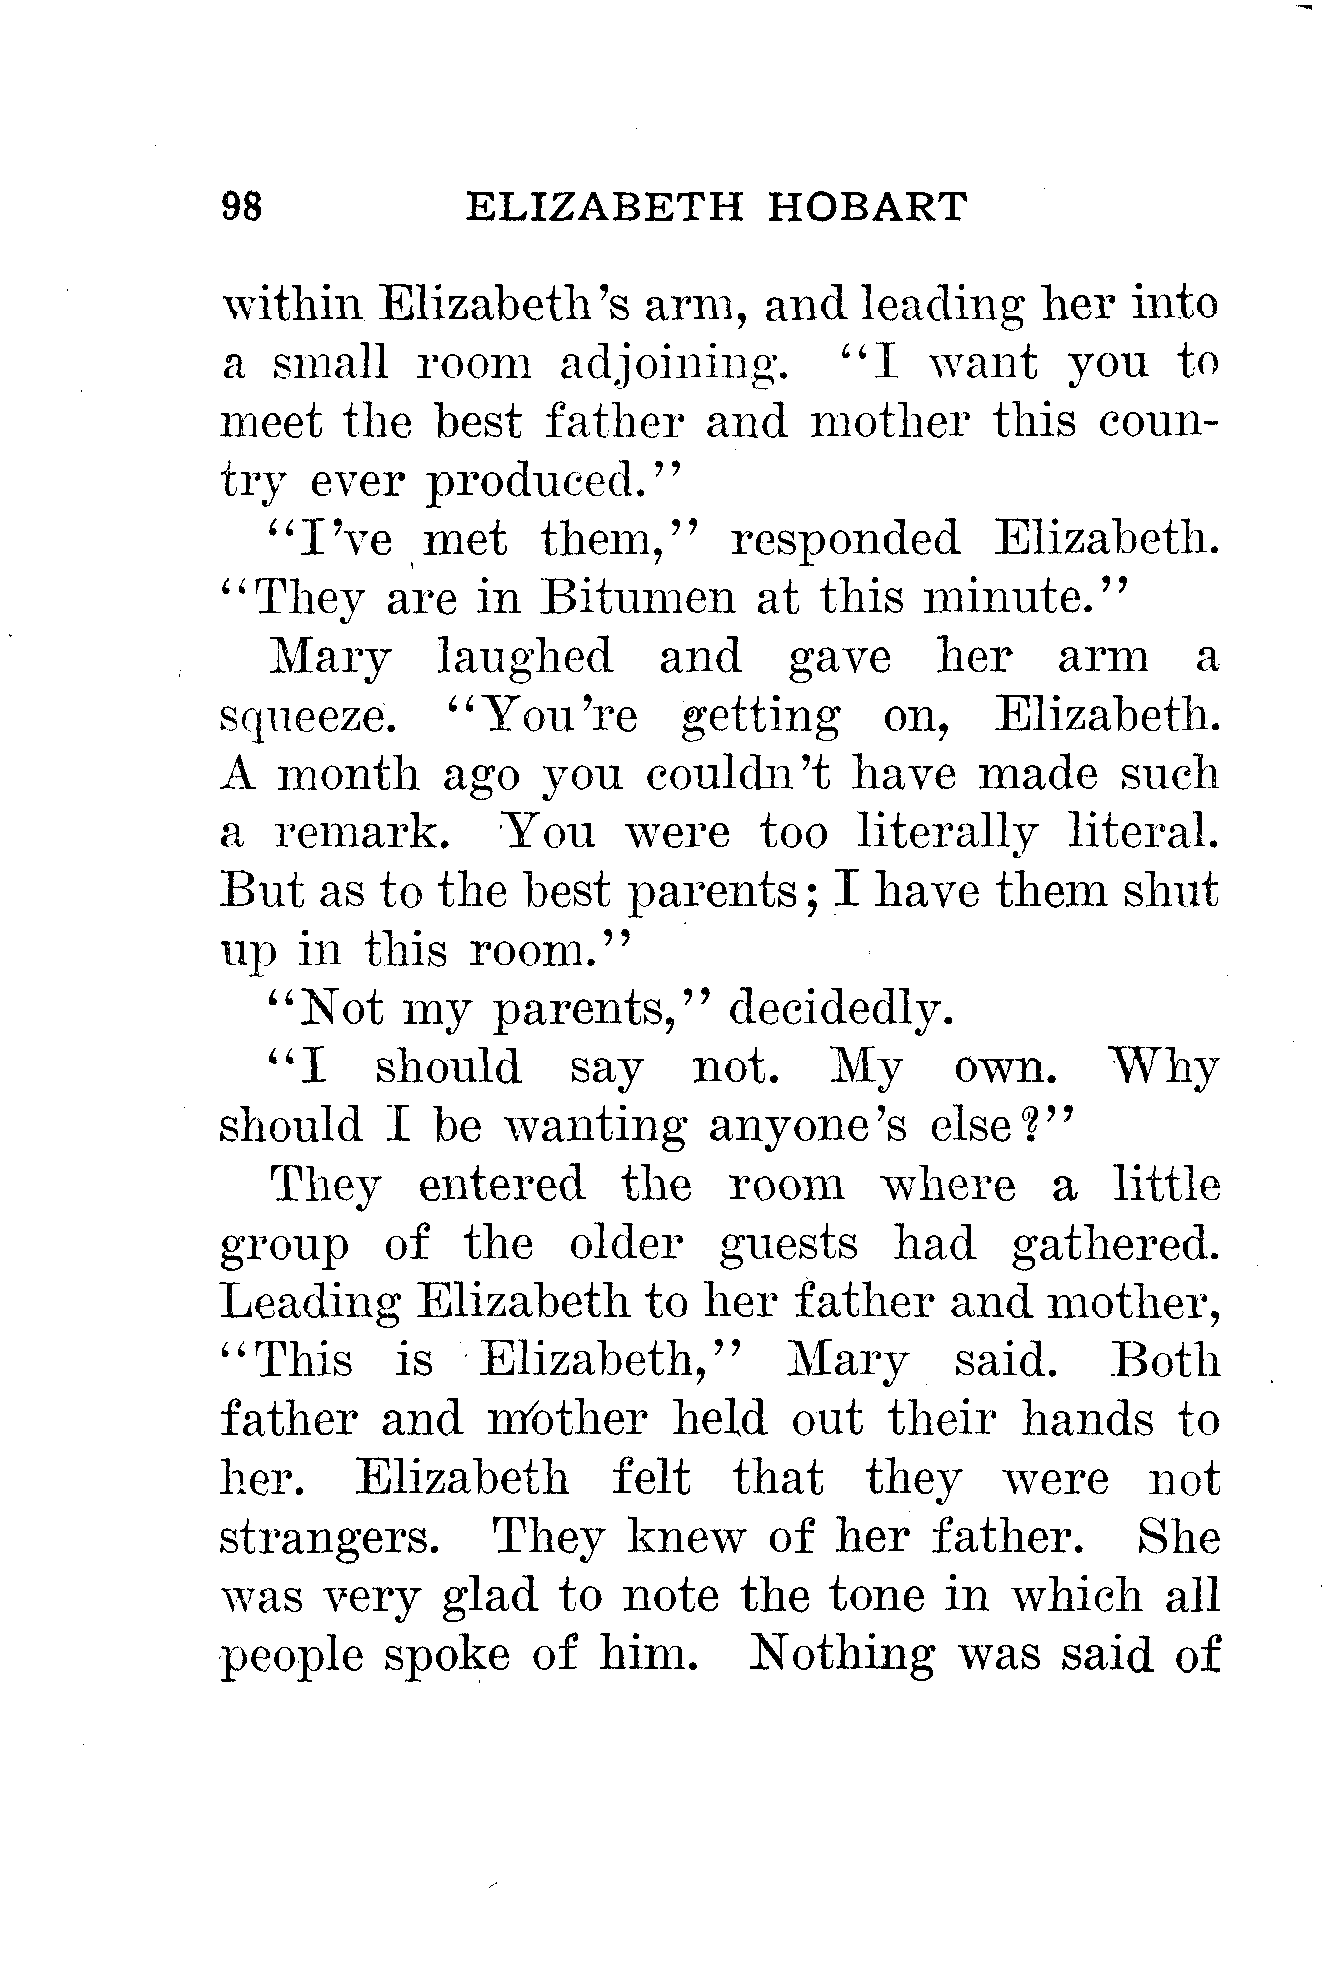 98 ELIZABETH HOBART
within Elizabeth's arm, and leading her into
a small room adjoining. "I want you to
meet the best father and mother this coun-
try ever produced."
"I've met them," responded Elizabeth.
"They are in Bitumen at this minute."
Mary laughed and gave her arm a
squeeze. "You're getting on, Elizabeth.
A month ago you couldn't have made such
a remark. You were too literally literal.
But as to the best parents; I have them shut
up in this room."
"Not my parents," decidedly.
"I should say not. My own. Why
should I be wanting anyone's else?"
They entered the room where a little
group of the older guests had gathered.
Leading Elizabeth to her father and mother,
"This is Elizabeth," Mary said. Both
father and mother held out their hands to
her. Elizabeth felt that they were not
strangers. They knew of her father. She
was very glad to note the tone in which all
people spoke of him. Nothing was said of